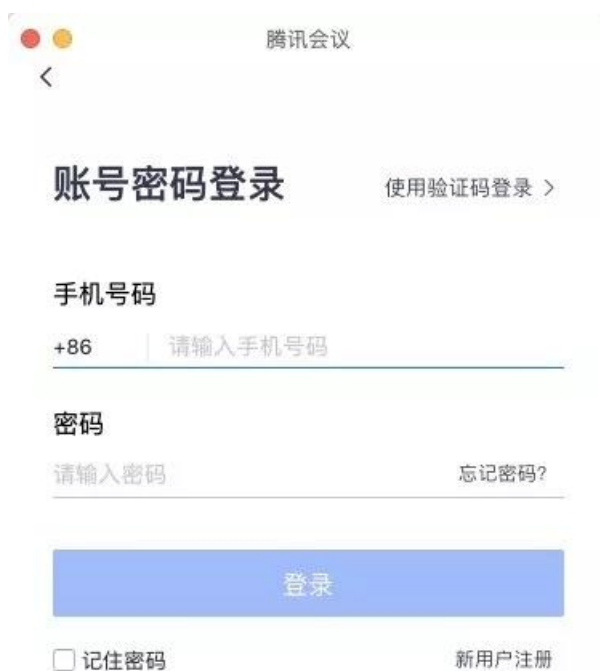 腾讯会议
账号密码登录 使用验证码登录 >
手机号码
+86 请输入手机号码
密码
请输入密码 忘记密码?
登录
记住密码 新用户注册